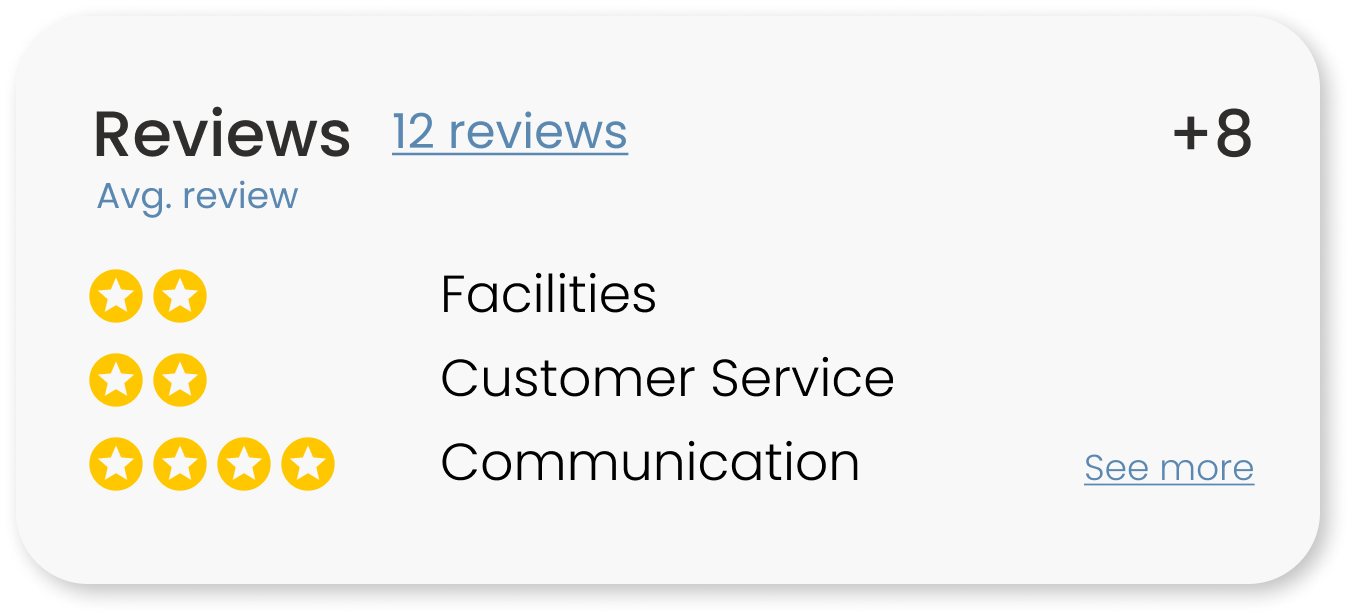 Reviews 12 reviews +8
Avg. review
Facilities
Customer Service
Communication See more